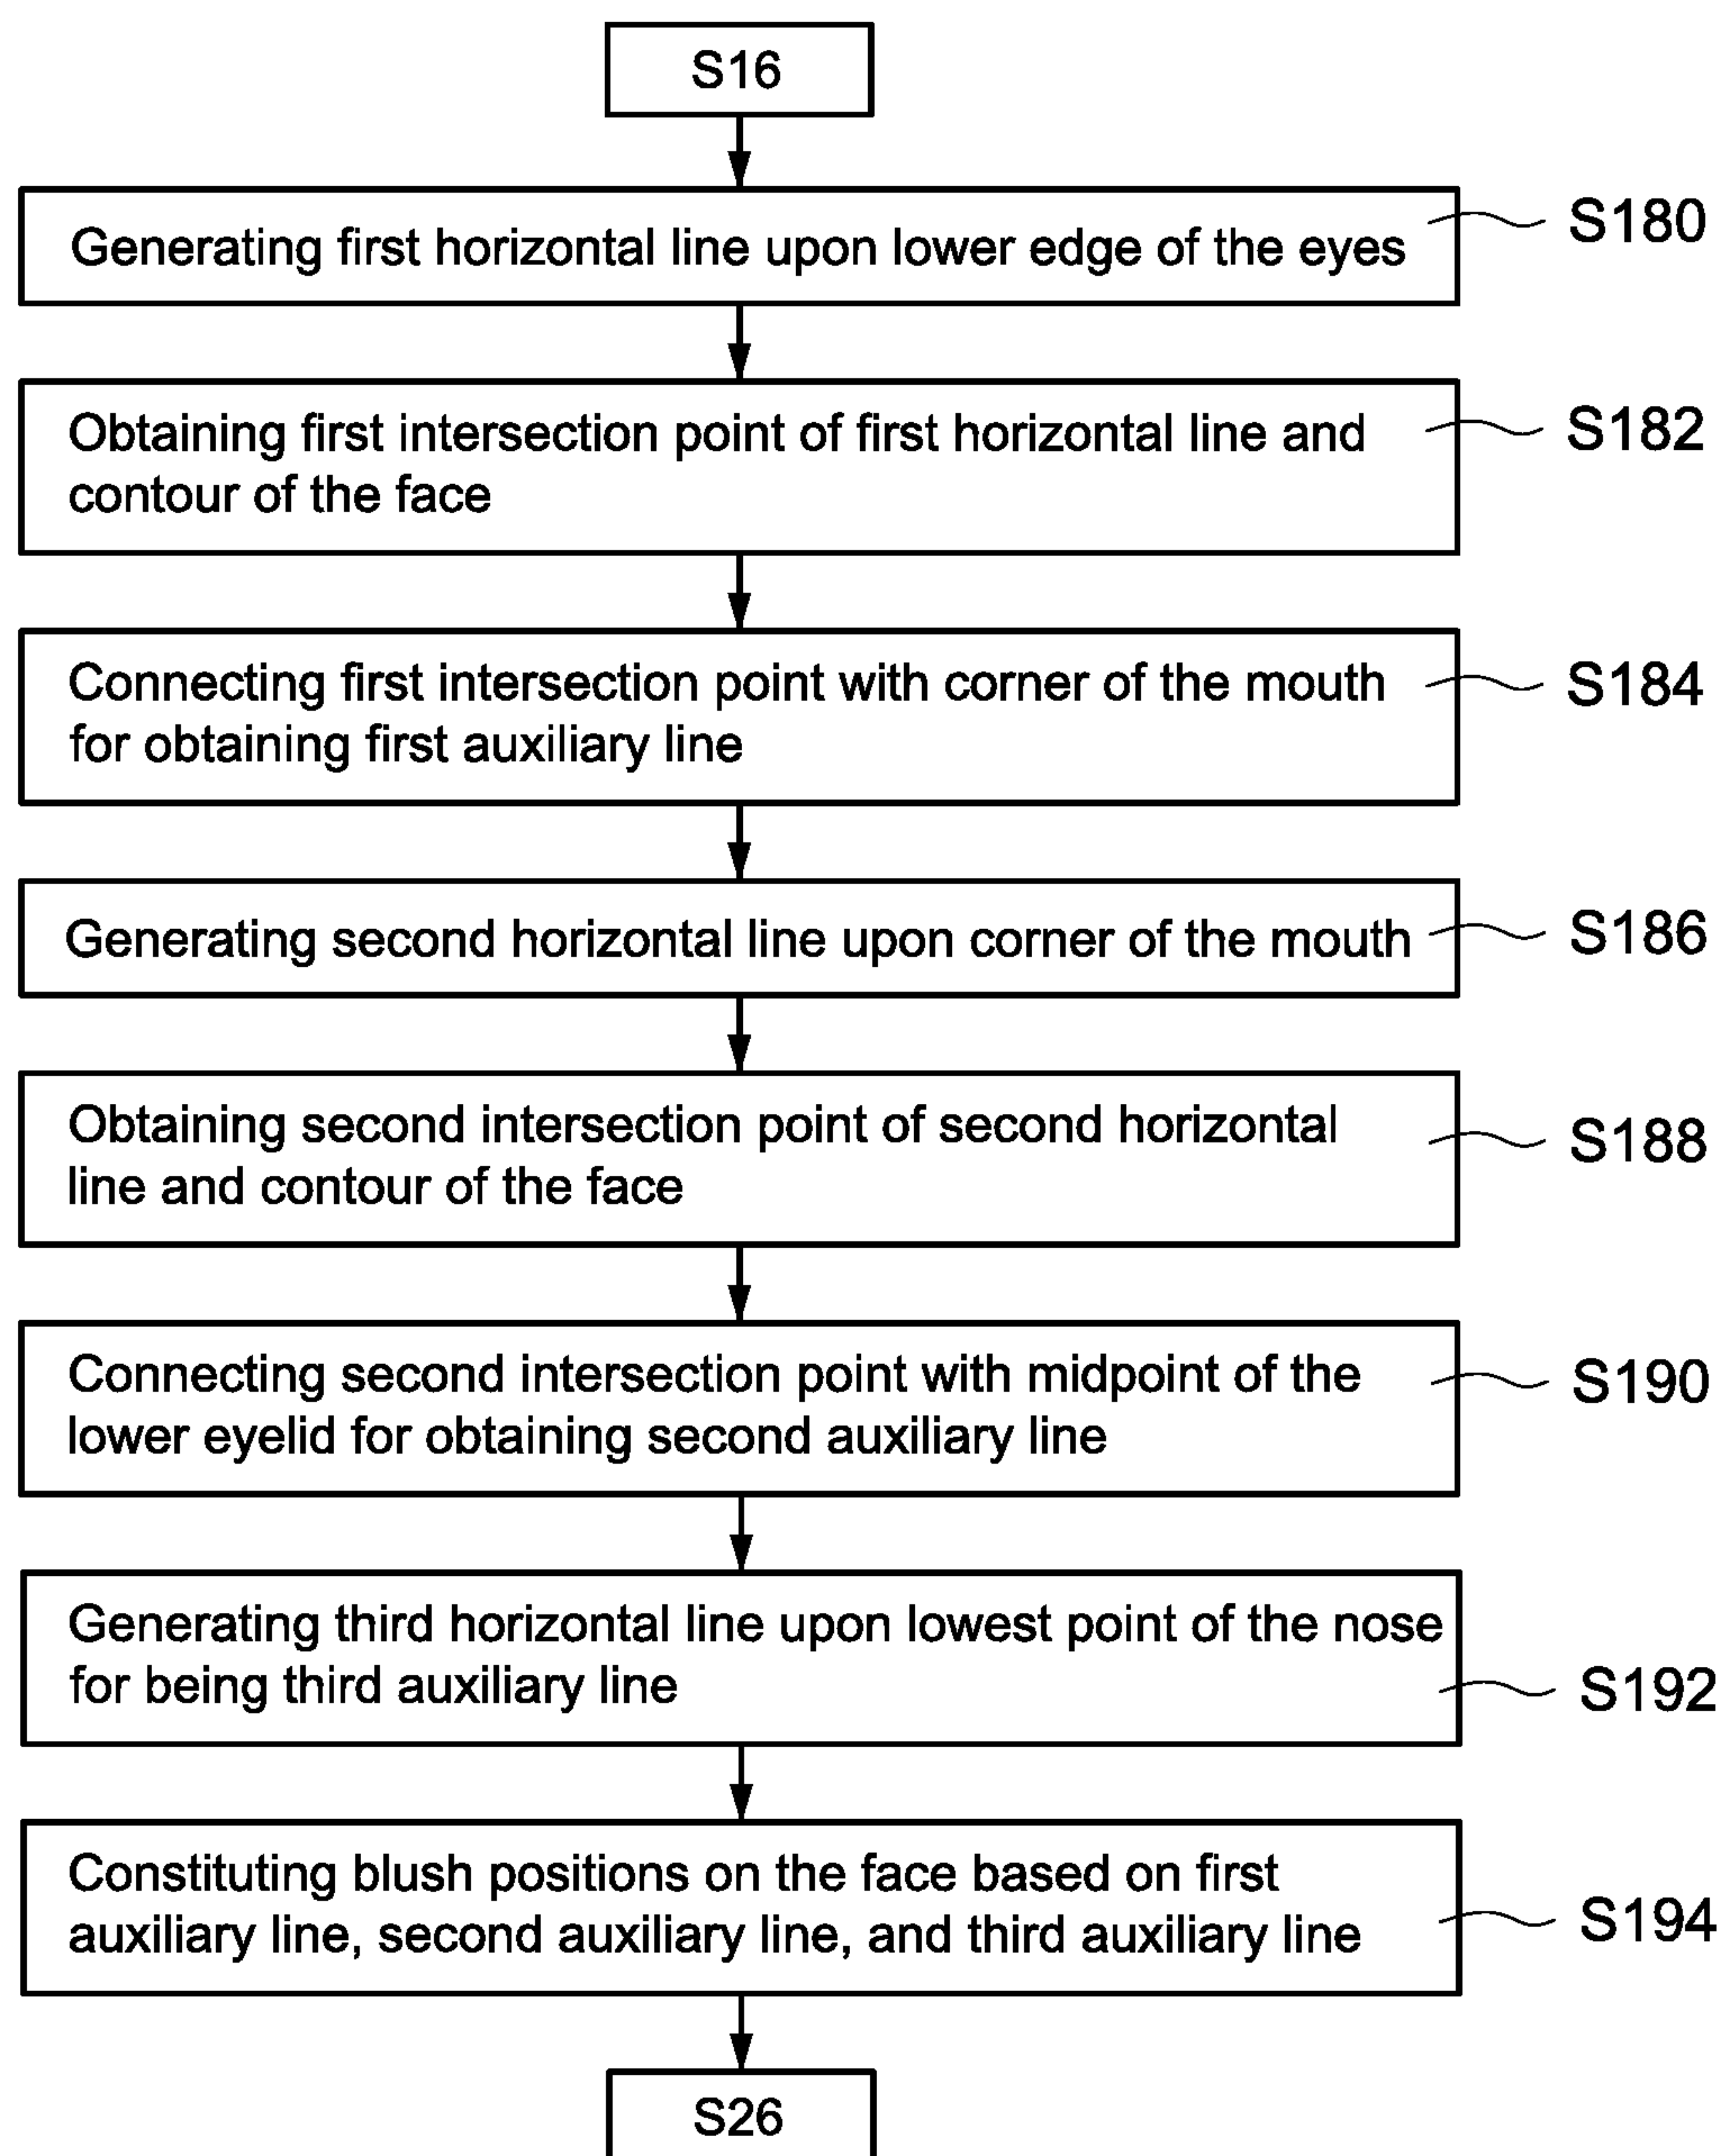 S16
Generating first horizontal line upon lower edge of the eyes
S180
Obtaining first intersection point of first horizontal line and
contour of the face
S182
Connecting first intersection point with corner of the mouth
for obtaining first auxiliary line
S184
Generating second horizontal line upon corner of the mouth
S186
Obtaining second intersection point of second horizontal
line and contour of the face
S188
Connecting second intersection point with midpoint of the
lower eyelid for obtaining second auxiliary line
S190
Generating third horizontal line upon lowest point of the nose
for being third auxiliary line
S192
Constituting blush positions on the face based on first
auxiliary line, second auxiliary line, and third auxiliary line
S194
S26